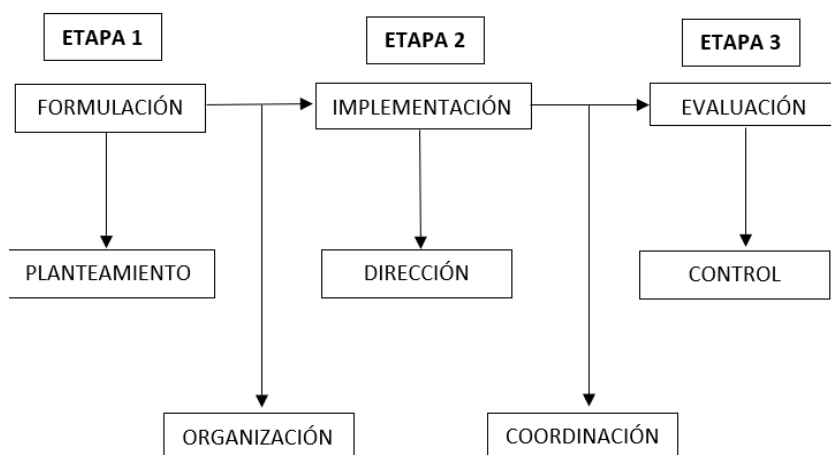 ETAPA 1
ETAPA 2
ETAPA 3
FORMULACIÓN
IMPLEMENTACIÓN
EVALUACIÓN
PLANTEAMIENTO
DIRECCIÓN
CONTROL
ORGANIZACIÓN
COORDINACIÓN